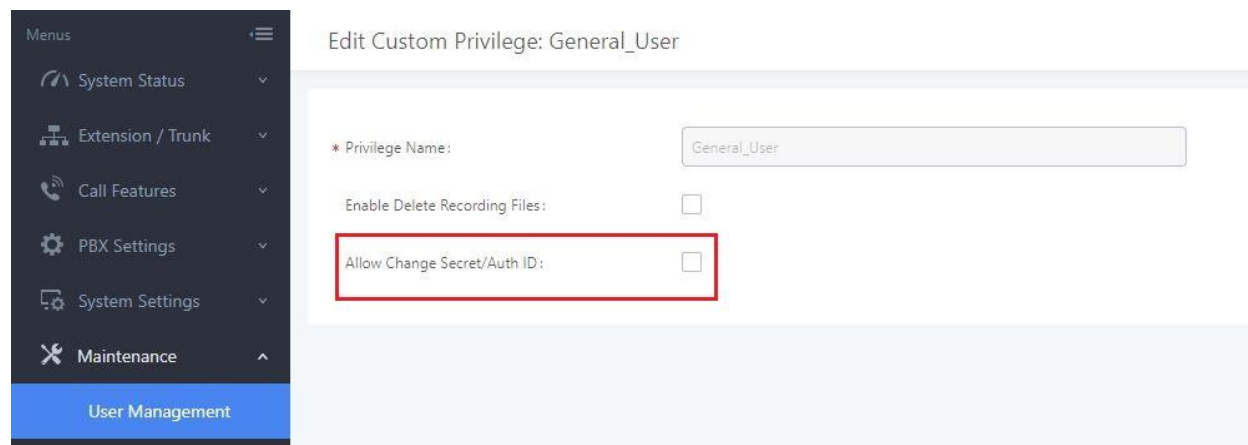 Menus
System Status
Extension / Trunk
Call Features
PBX Settings
System Settings
Maintenance
User Management
Edit Custom Privilege: General_User
* Privilege Name: General_User
Enable Delete Recording Files:
Allow Change Secret/Auth ID: